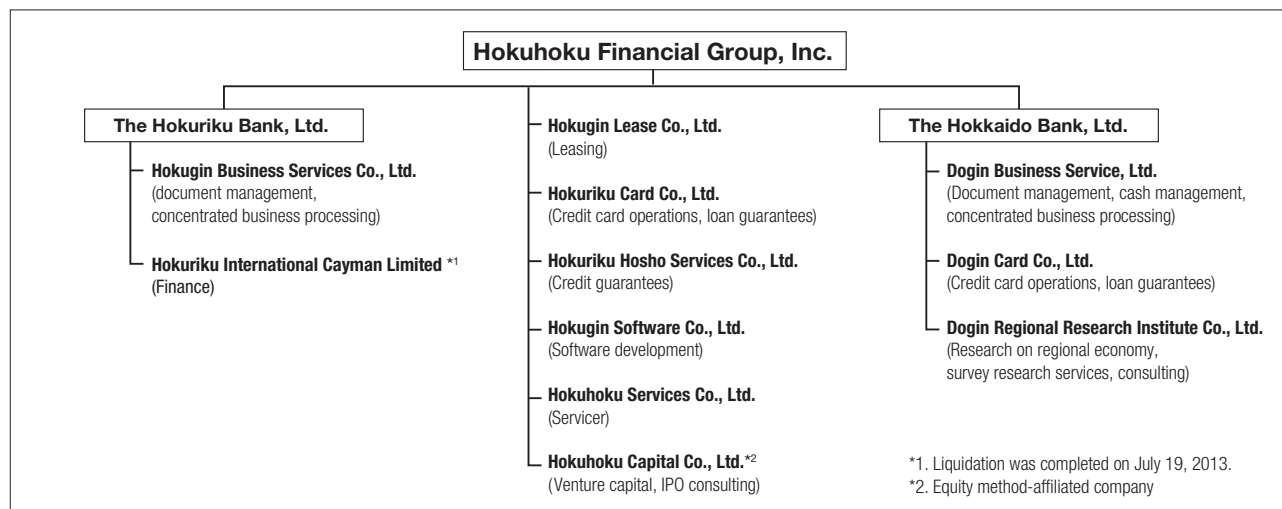 Hokuhoku Financial Group, Inc.
The Hokuriku Bank, Ltd.
Hokugin Business Services Co., Ltd.
(document management,
concentrated business processing)
Hokuriku International Cayman Limited *1
(Finance)
Hokugin Lease Co., Ltd.
(Leasing)
Hokuriku Card Co., Ltd.
(Credit card operations, loan guarantees)
Hokuriku Hosho Services Co., Ltd.
(Credit guarantees)
Hokugin Software Co., Ltd.
(Software development)
Hokuhoku Services Co., Ltd.
(Servicer)
Hokuhoku Capital Co., Ltd.*2
(Venture capital, IPO consulting)
The Hokkaido Bank, Ltd.
Dogin Business Service, Ltd.
(Document management, cash management,
concentrated business processing)
Dogin Card Co., Ltd.
(Credit card operations, loan guarantees)
Dogin Regional Research Institute Co., Ltd.
(Research on regional economy,
survey research services, consulting)
*1. Liquidation was completed on July 19, 2013.
*2. Equity method-affiliated company